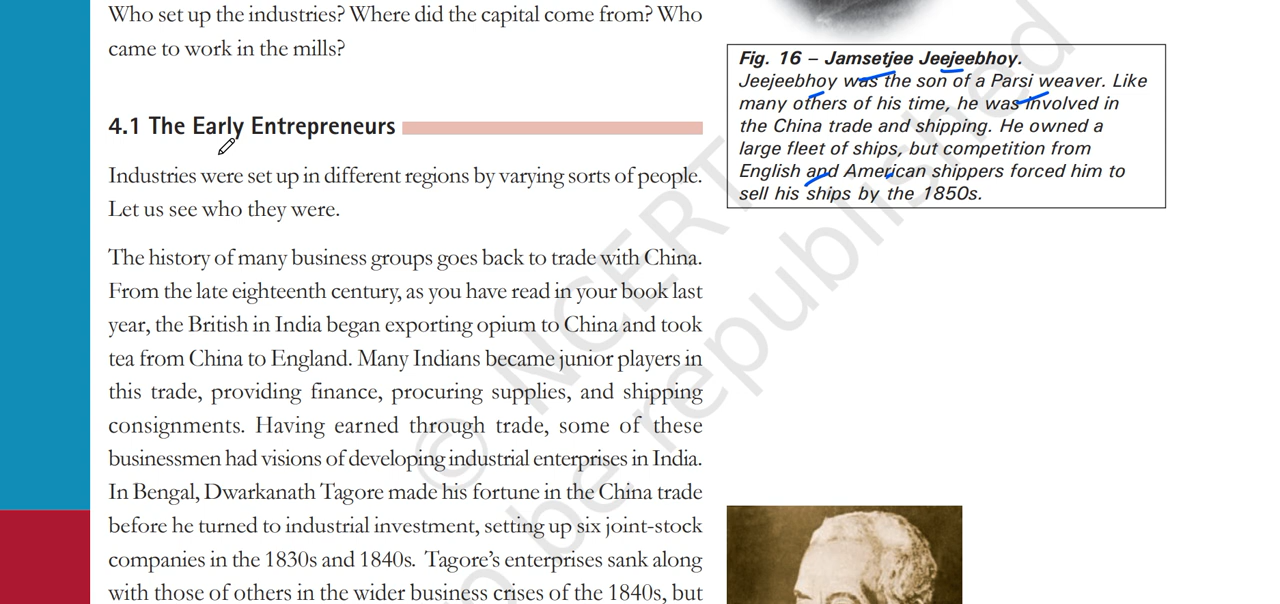 Who set up the industries? Where did the capital come from? Who
came to work in the mills?
4.1 The Early Entrepreneurs
Industries were set up in different regions by varying sorts of people.
Let us see who they were.
The history of many business groups goes back to trade with China.
From the late eighteenth century, as you have read in your book last
year, the British in India began exporting opium to China and took
tea from China to England. Many Indians became junior players in
this trade, providing finance, procuring supplies, and shipping
consignments. Having earned through trade, some of these
businessmen had visions of developing industrial enterprises in India.
In Bengal, Dwarkanath Tagore made his fortune in the China trade
before he turned to industrial investment, setting up six joint-stock
companies in the 1830s and 1840s. Tagore’s enterprises sank along
with those of others in the wider business crises of the 1840s, but
Fig. 16 – Jamsetjee Jeejeebhoy.
Jeejeebhoy was the son of a Parsi weaver. Like
many others of his time, he was involved in
the China trade and shipping. He owned a
large fleet of ships, but competition from
English and American shippers forced him to
sell his ships by the 1850s.
© NCERT
be republished